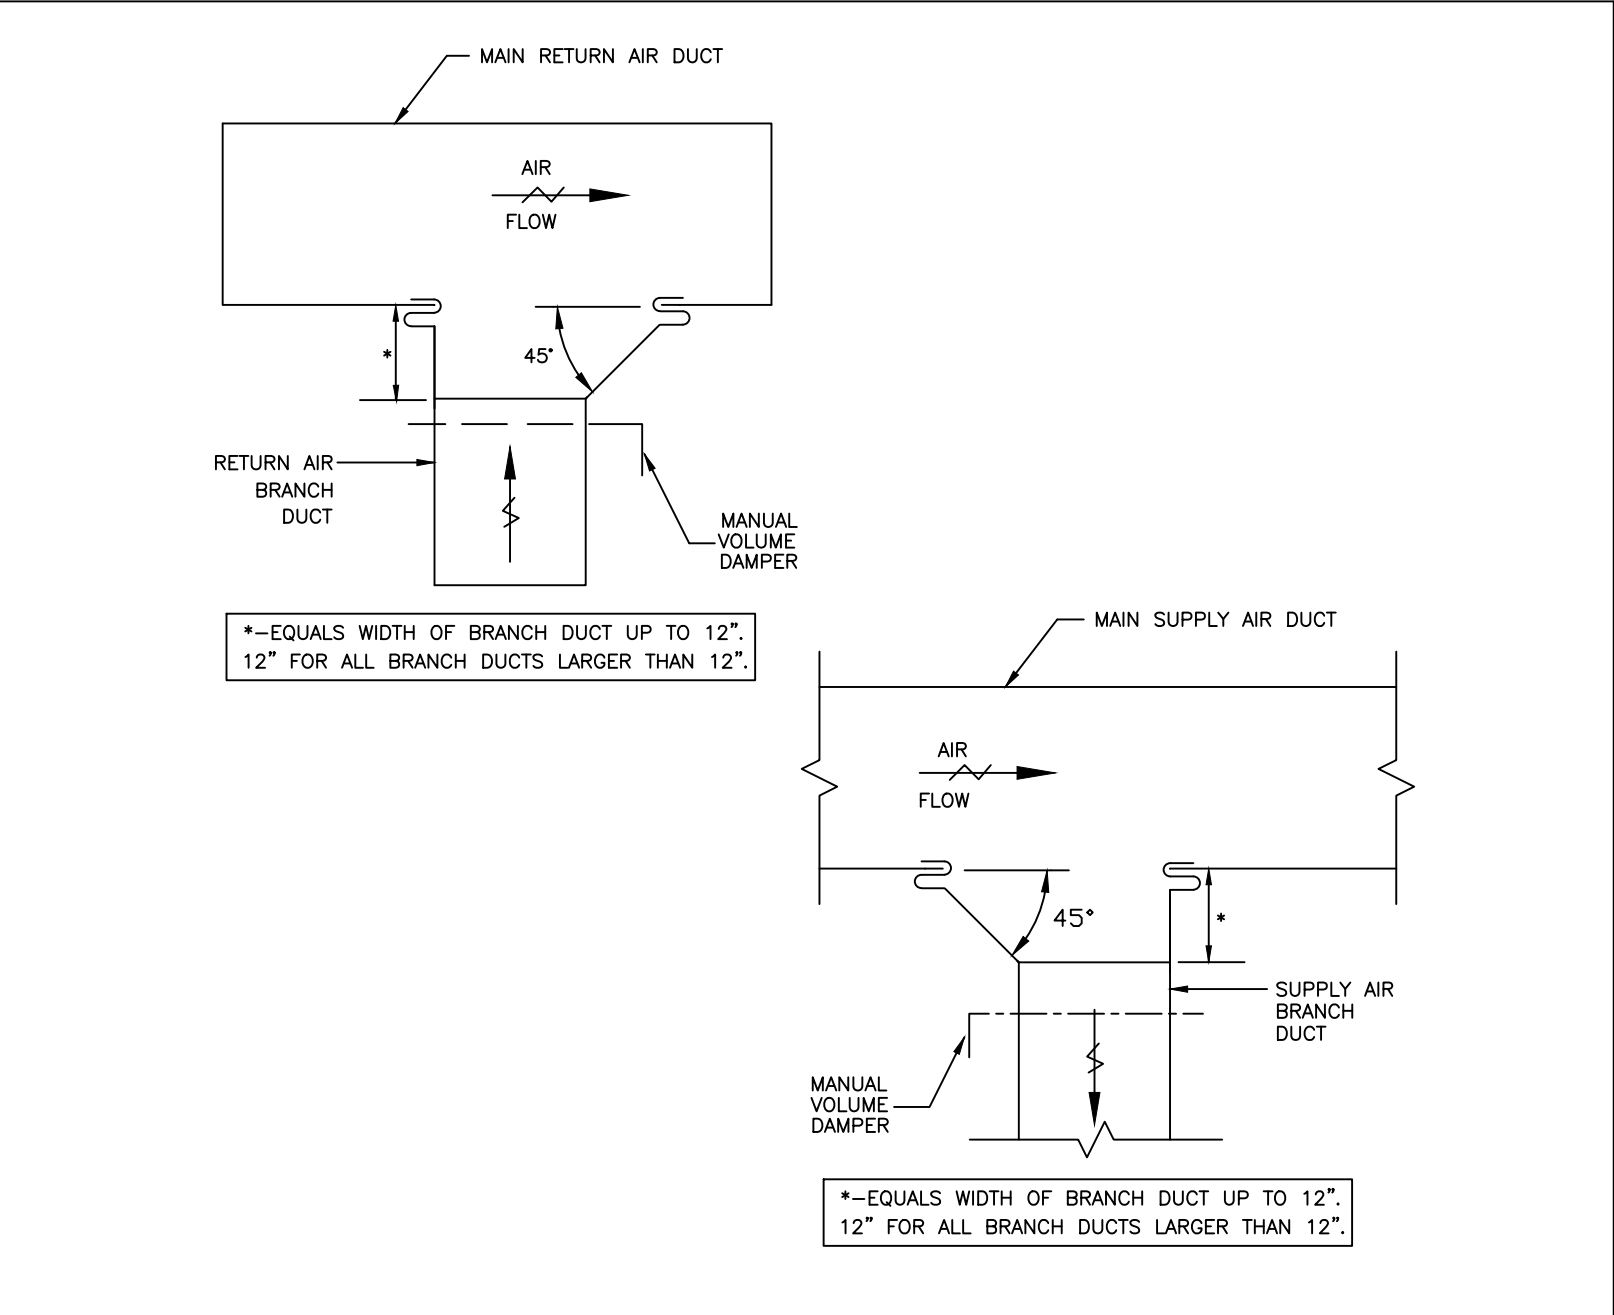 MAIN RETURN AIR DUCT
AIR
FLOW
*
45°
RETURN AIR
BRANCH
DUCT
MANUAL
VOLUME
DAMPER
*-EQUALS WIDTH OF BRANCH DUCT UP TO 12".
12" FOR ALL BRANCH DUCTS LARGER THAN 12".
MAIN SUPPLY AIR DUCT
AIR
FLOW
45°
*
SUPPLY AIR
BRANCH
DUCT
MANUAL
VOLUME
DAMPER
*-EQUALS WIDTH OF BRANCH DUCT UP TO 12".
12" FOR ALL BRANCH DUCTS LARGER THAN 12".